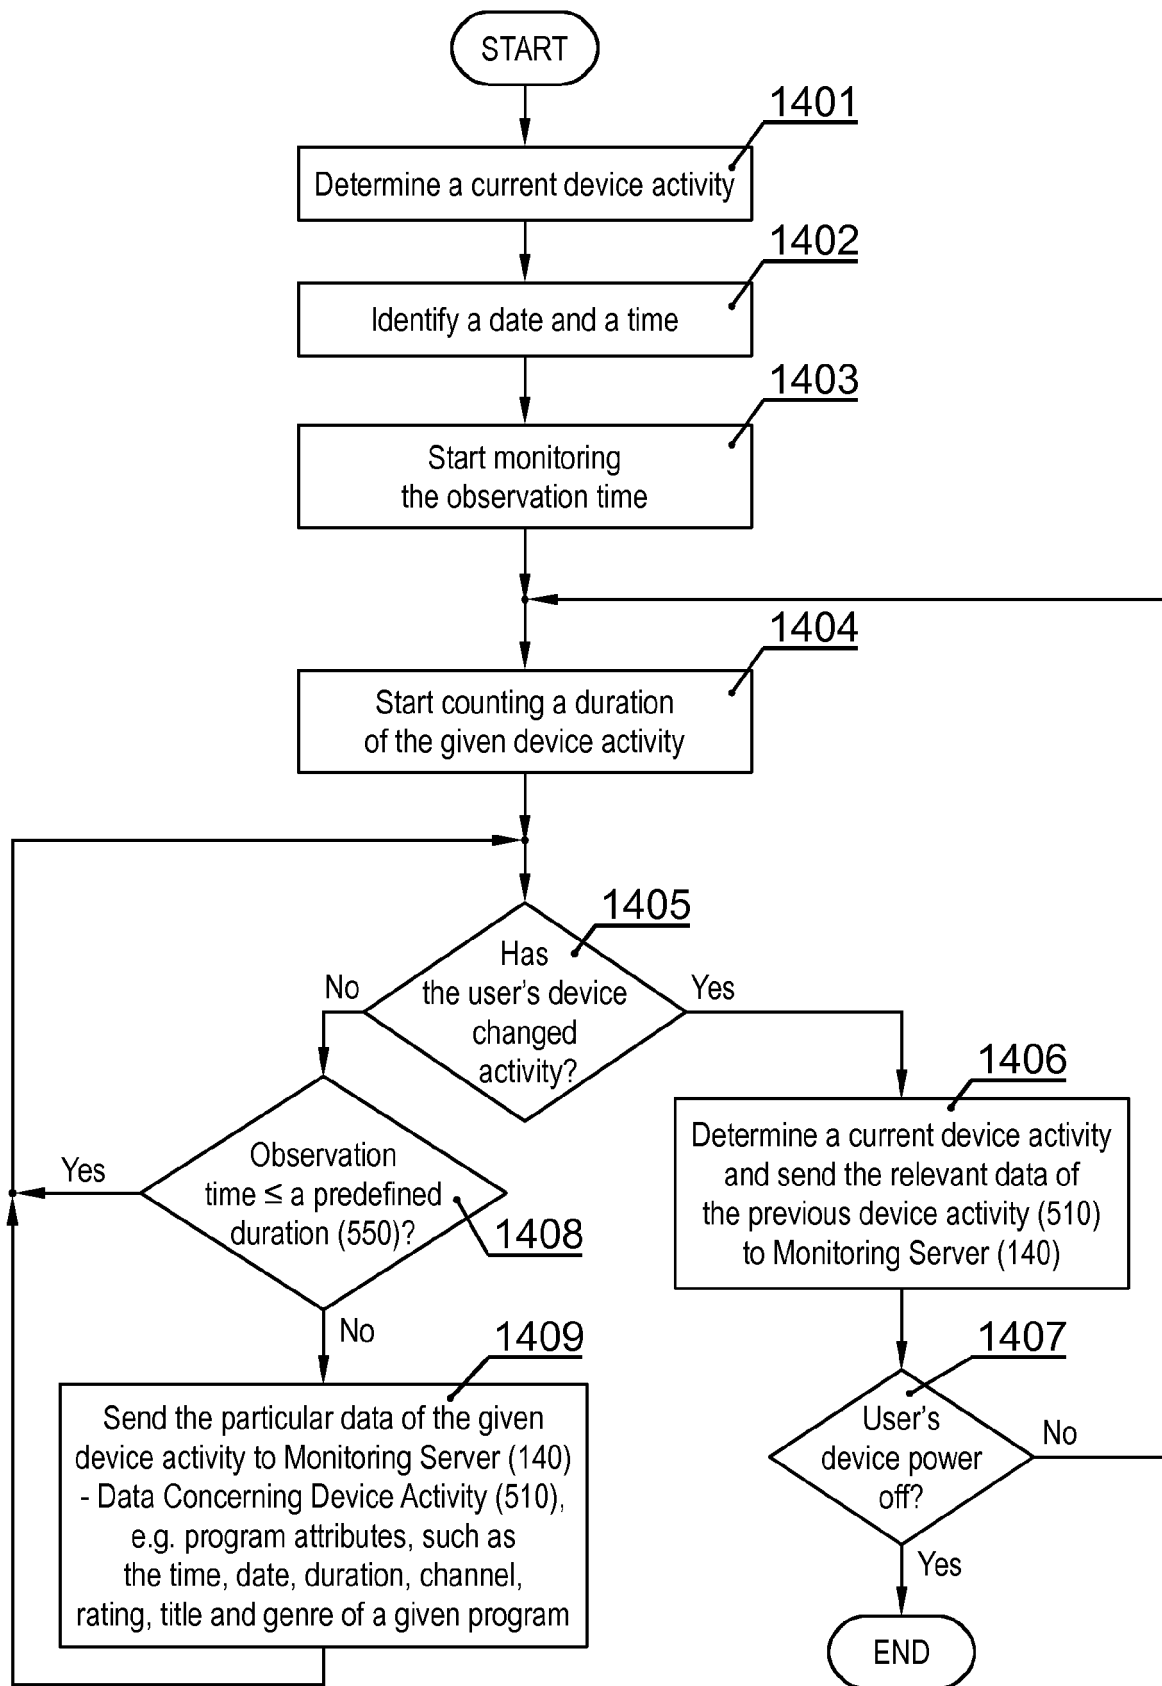 START
1401
Determine a current device activity
1402
Identify a date and a time
1403
Start monitoring
the observation time
1404
Start counting a duration
of the given device activity
1405
Has
the user's device
changed
activity?
No
Yes
1406
Determine a current device activity
and send the relevant data of
the previous device activity (510)
to Monitoring Server (140)
Observation
time ≤ a predefined
duration (550)?
Yes
1408
No
1407
User's
device power
off?
No
Yes
1409
Send the particular data of the given
device activity to Monitoring Server (140)
- Data Concerning Device Activity (510),
e.g. program attributes, such as
the time, date, duration, channel,
rating, title and genre of a given program
END